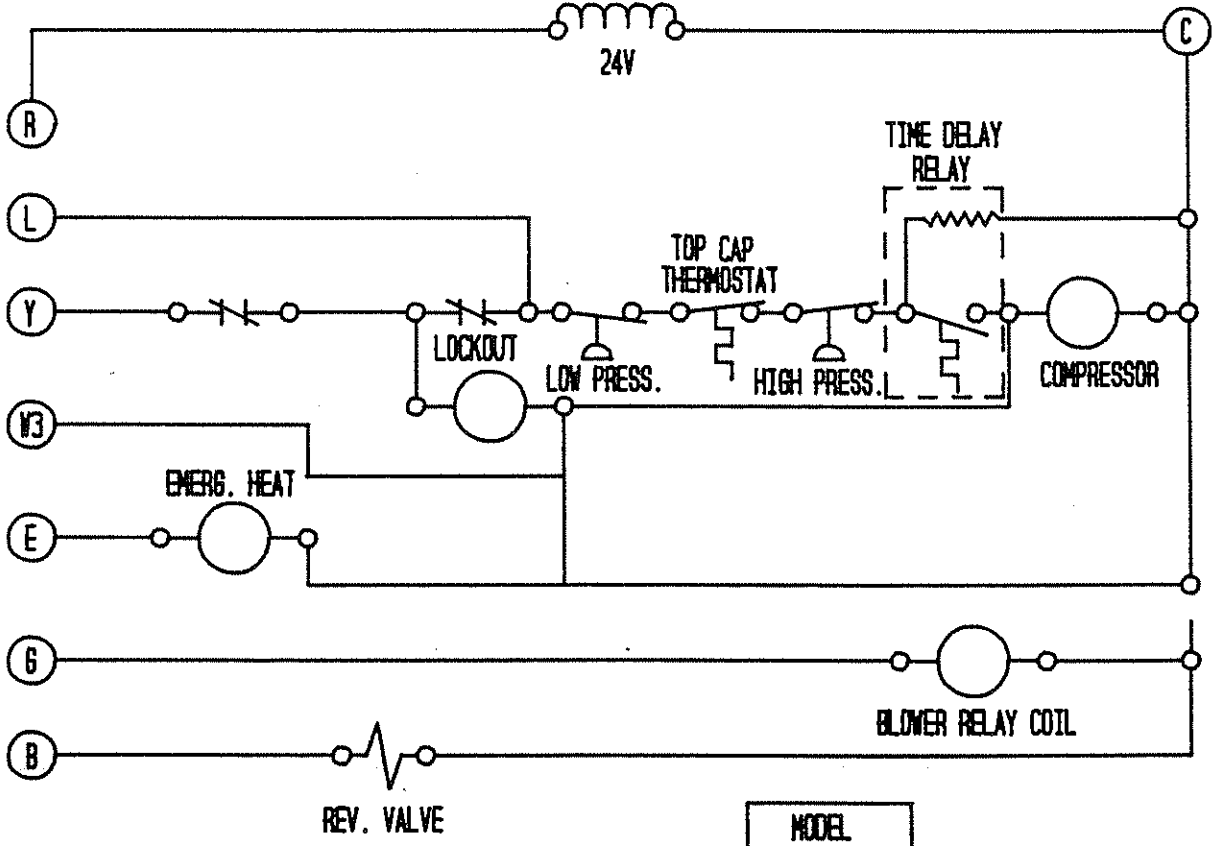 C
24V
R
TIME DELAY
RELAY
L
TOP CAP
THERMOSTAT
Y
LOCKOUT
LOW PRESS.
HIGH PRESS.
COMPRESSOR
W3
EMERG. HEAT
E
G
BLOWER RELAY COIL
B
REV. VALVE
MODEL